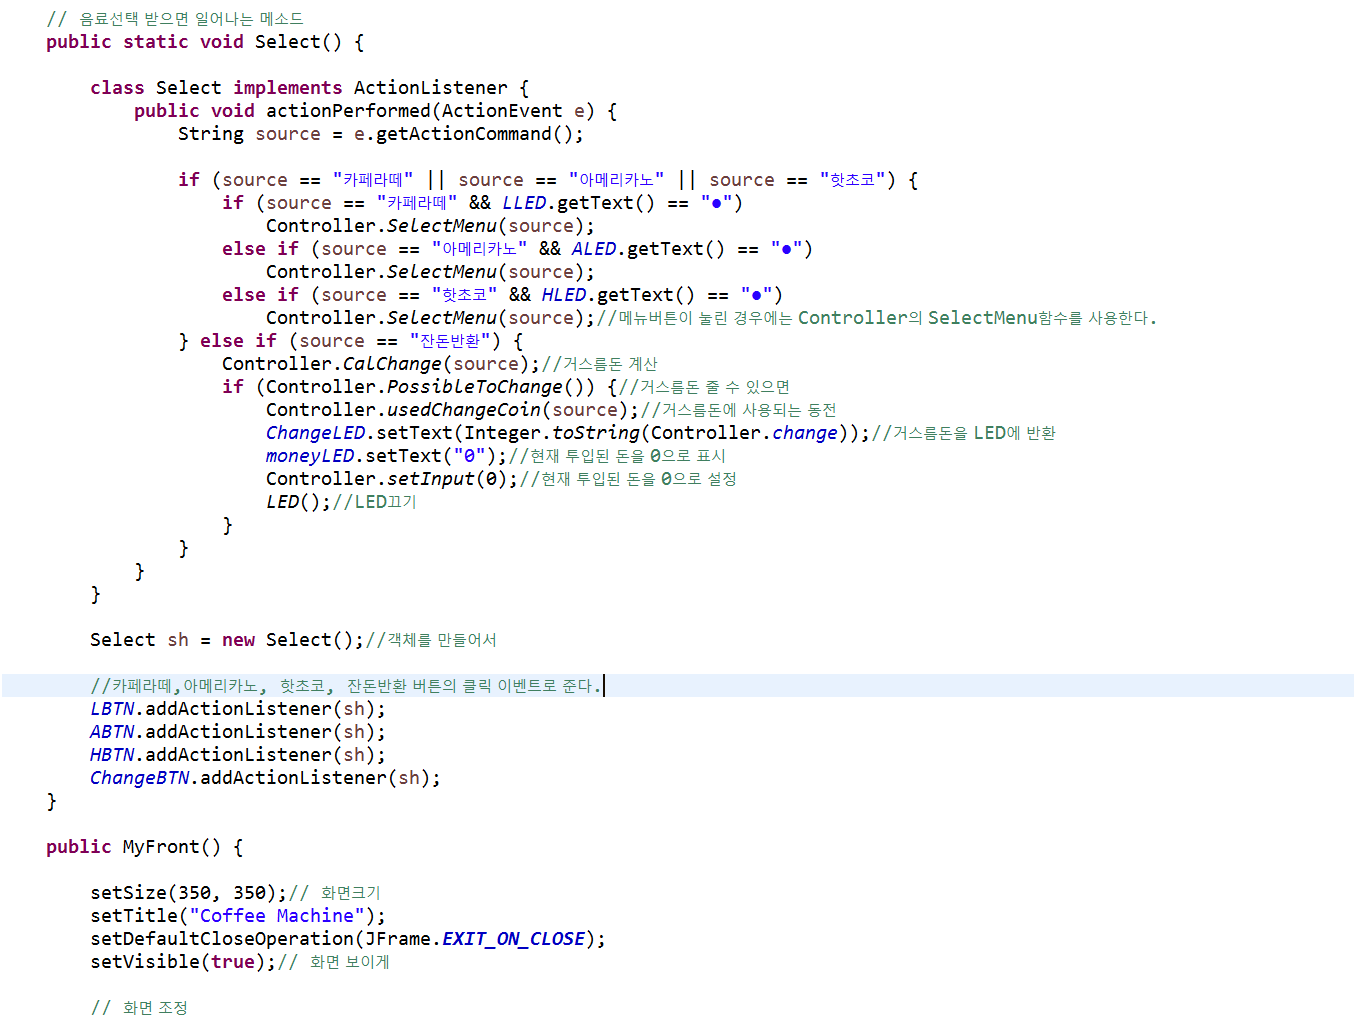 // 음료선택 받으면 일어나는 메소드
public static void Select() {
class Select implements ActionListener {
public void actionPerformed(ActionEvent e) {
String source = e.getActionCommand();
if (source == "카페라떼" || source == "아메리카노" || source == "핫초코") {
if (source == "카페라떼" && LLED.getText() == "●")
Controller.SelectMenu(source);
else if (source == "아메리카노" && ALED.getText() == "●")
Controller.SelectMenu(source);
else if (source == "핫초코" && HLED.getText() == "●")
Controller.SelectMenu(source);//메뉴버튼이 눌린 경우에는 Controller의 SelectMenu함수를 사용한다.
} else if (source == "잔돈반환") {
Controller.CalChange(source);//거스름돈 계산
if (Controller.PossibleToChange()) {//거스름돈 줄 수 있으면
Controller.usedChangeCoin(source);//거스름돈에 사용되는 동전
ChangeLED.setText(Integer.toString(Controller.change));//거스름돈을 LED에 반환
moneyLED.setText("0");//현재 투입된 돈을 0으로 표시
Controller.setInput(0);//현재 투입된 돈을 0으로 설정
LED();//LED끄기
}
}
}
}
Select sh = new Select();//객체를 만들어서
//카페라떼,아메리카노, 핫초코, 잔돈반환 버튼의 클릭 이벤트로 준다.
LBTN.addActionListener(sh);
ABTN.addActionListener(sh);
HBTN.addActionListener(sh);
ChangeBTN.addActionListener(sh);
}
public MyFront() {
setSize(350, 350);// 화면크기
setTitle("Coffee Machine");
setDefaultCloseOperation(JFrame.EXIT_ON_CLOSE);
setVisible(true);// 화면 보이게
// 화면 조정